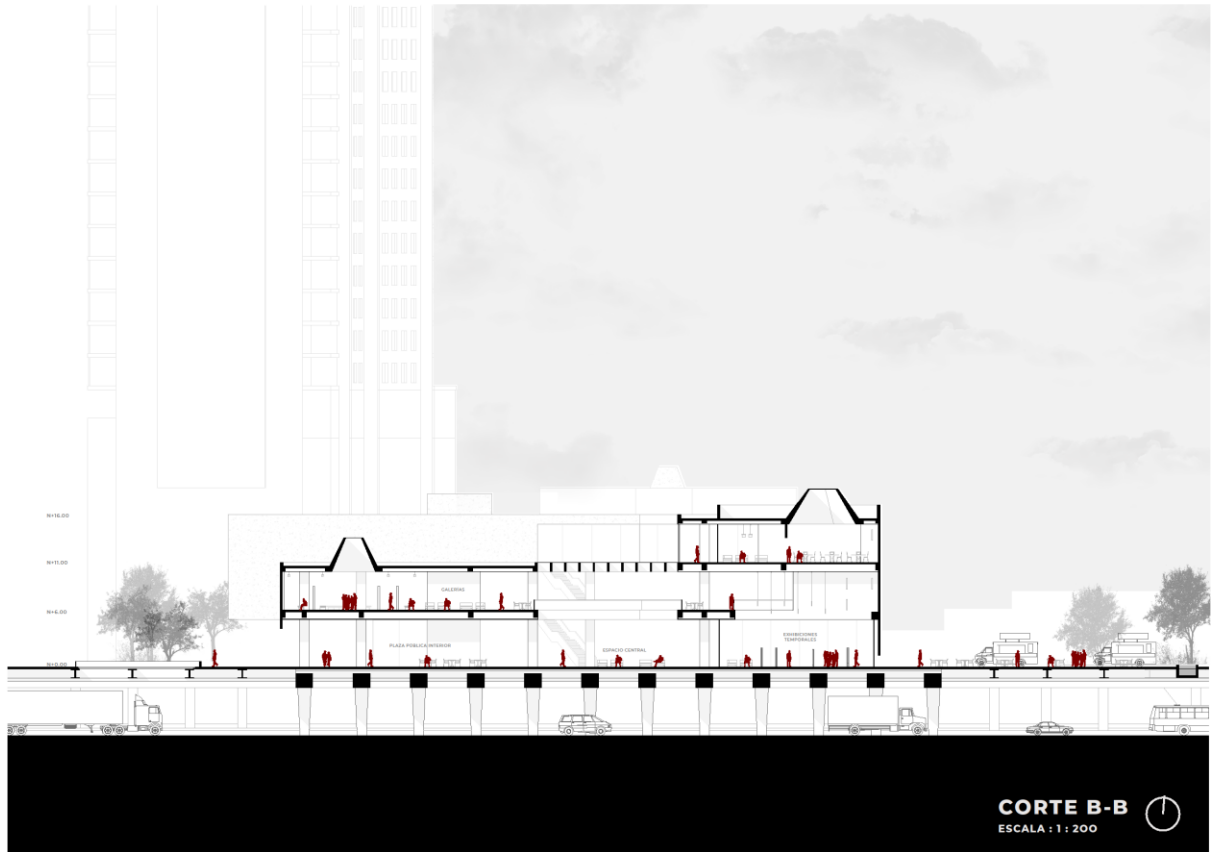 N+16.00
N+11.00
GALERÍAS
N+6.00
EXHIBICIONES
TEMPORALES
PLAZA PÚBLICA INTERIOR
ESPACIO CENTRAL
N+0.00
CORTE B-B
ESCALA : 1 : 200